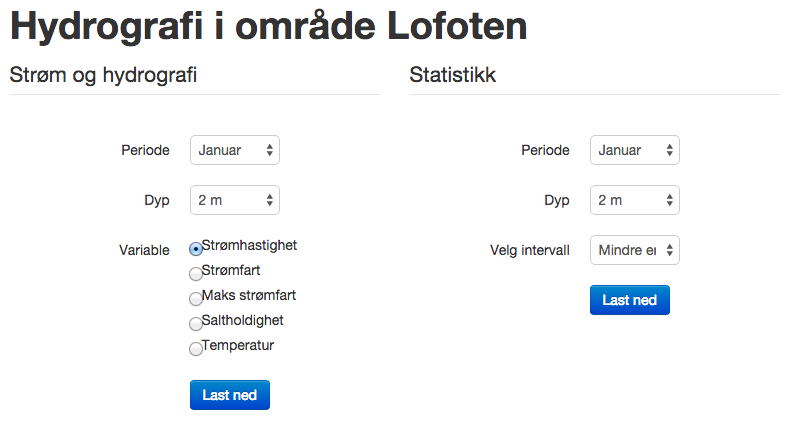 Hydrografi i område Lofoten
Strøm og hydrografi
Periode Januar
Dyp 2 m
Variable Strømhastighet
Strømfart
Maks strømfart
Saltholdighet
Temperatur
Last ned
Statistikk
Periode Januar
Dyp 2 m
Velg intervall Mindre
Last ned